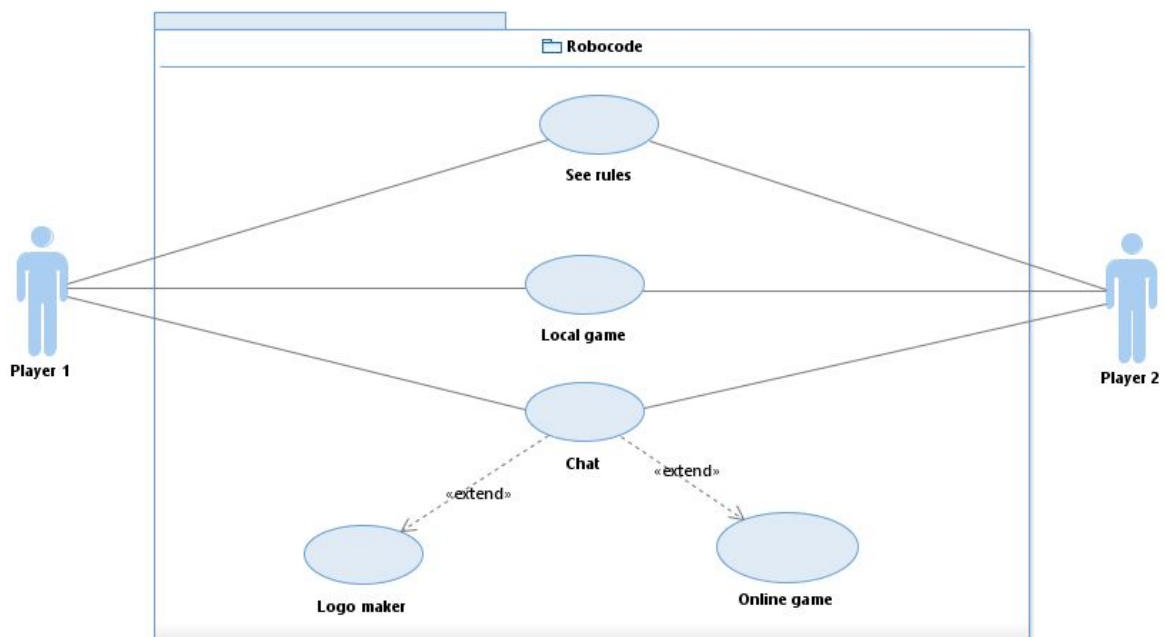 Robocode
See rules
Local game
Player 1
Player 2
Chat
«extend»
«extend»
Logo maker
Online game